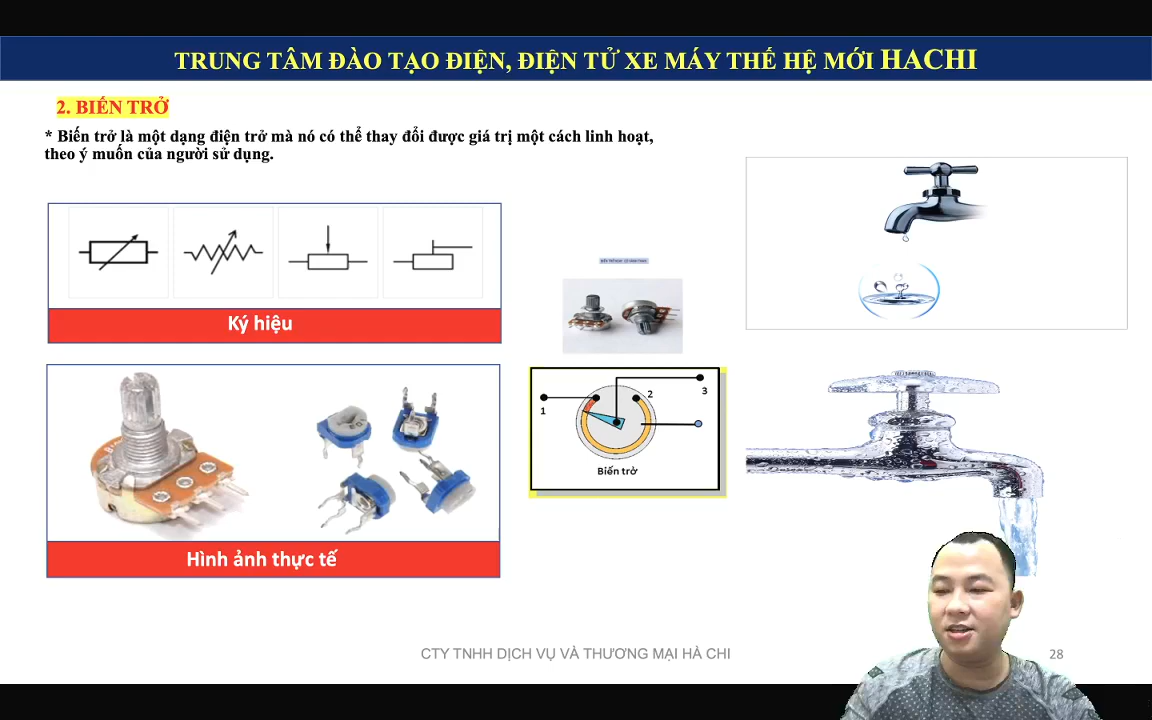 TRUNG TÂM ĐÀO TẠO ĐIỆN, ĐIỆN TỬ XE MÁY THẾ HỆ MỚI HACHI
2. BIẾN TRỞ
* Biến trở là một dạng điện trở mà nó có thể thay đổi được giá trị một cách linh hoạt,
theo ý muốn của người sử dụng.
Ký hiệu
1
2
3
Biến trở
Hình ảnh thực tế
CTY TNHH DỊCH VỤ VÀ THƯƠNG MẠI HÀ CHI
28